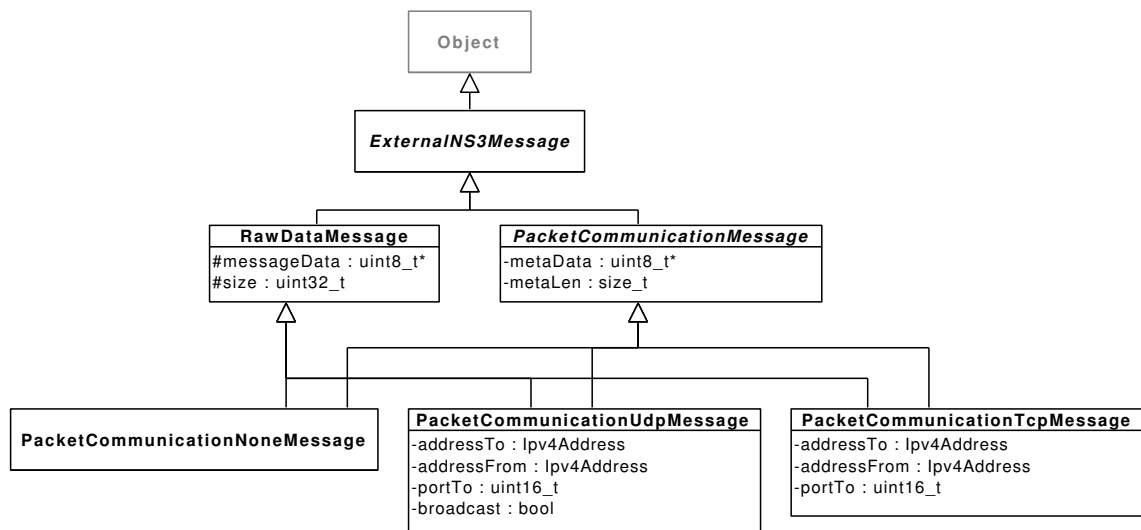 Object
ExternalNS3Message
RawDataMessage
#messageData : uint8_t*
#size : uint32_t
PacketCommunicationMessage
-metaData : uint8_t*
-metaLen : size_t
PacketCommunicationNoneMessage
PacketCommunicationUdpMessage
-addressTo : Ipv4Address
-addressFrom : Ipv4Address
-portTo : uint16_t
-broadcast : bool
PacketCommunicationTcpMessage
-addressTo : Ipv4Address
-addressFrom : Ipv4Address
-portTo : uint16_t